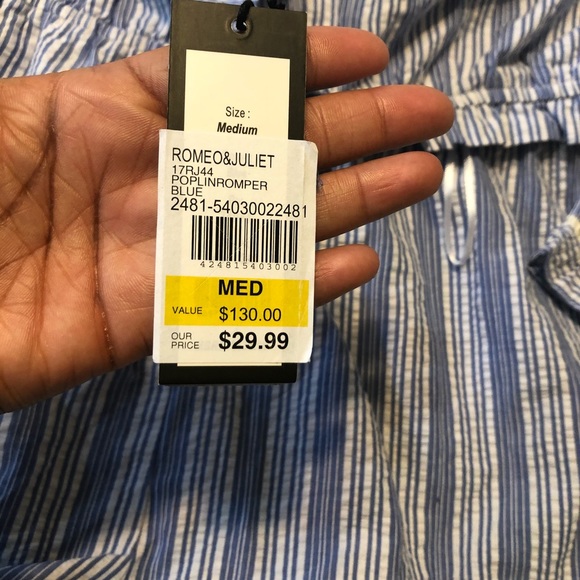 Size :
Medium
ROMEO&JULIET
17RJ44
POPLINROMPER
BLUE
2481-54030022481
424815403002
MED
VALUE $130.00
OUR PRICE $29.99